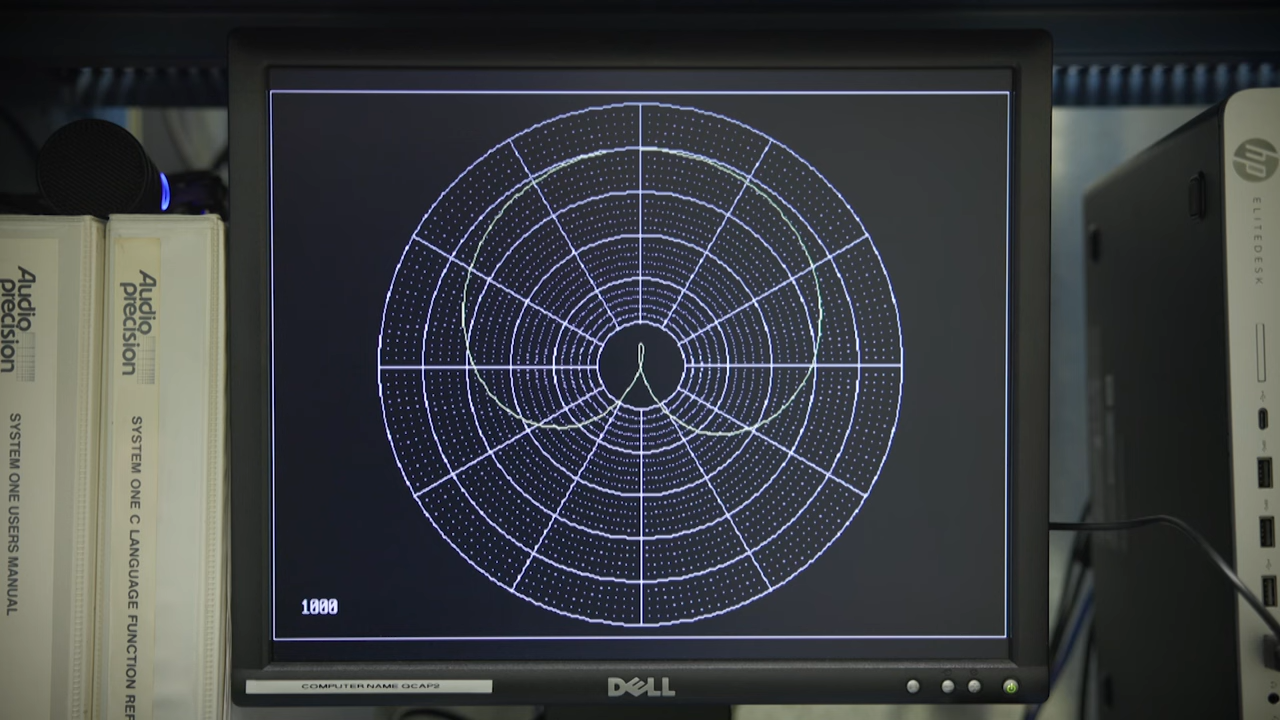 Audio
precision
SYSTEM ONE USERS MANUAL
Audio
precision
SYSTEM ONE C LANGUAGE FUNCTION REF
1000
COMPUTER NAME QCAP2
DELL
hp
ELITEDESK